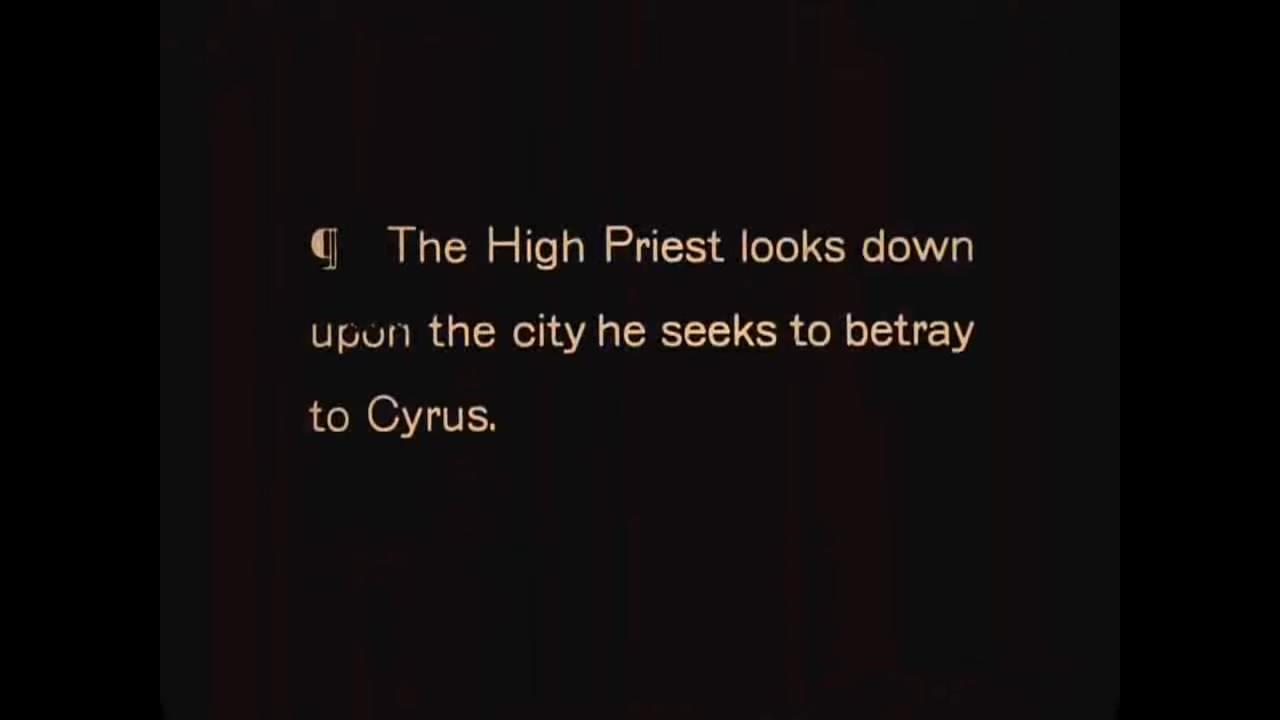 ¶ The High Priest looks down
upon the city he seeks to betray
to Cyrus.